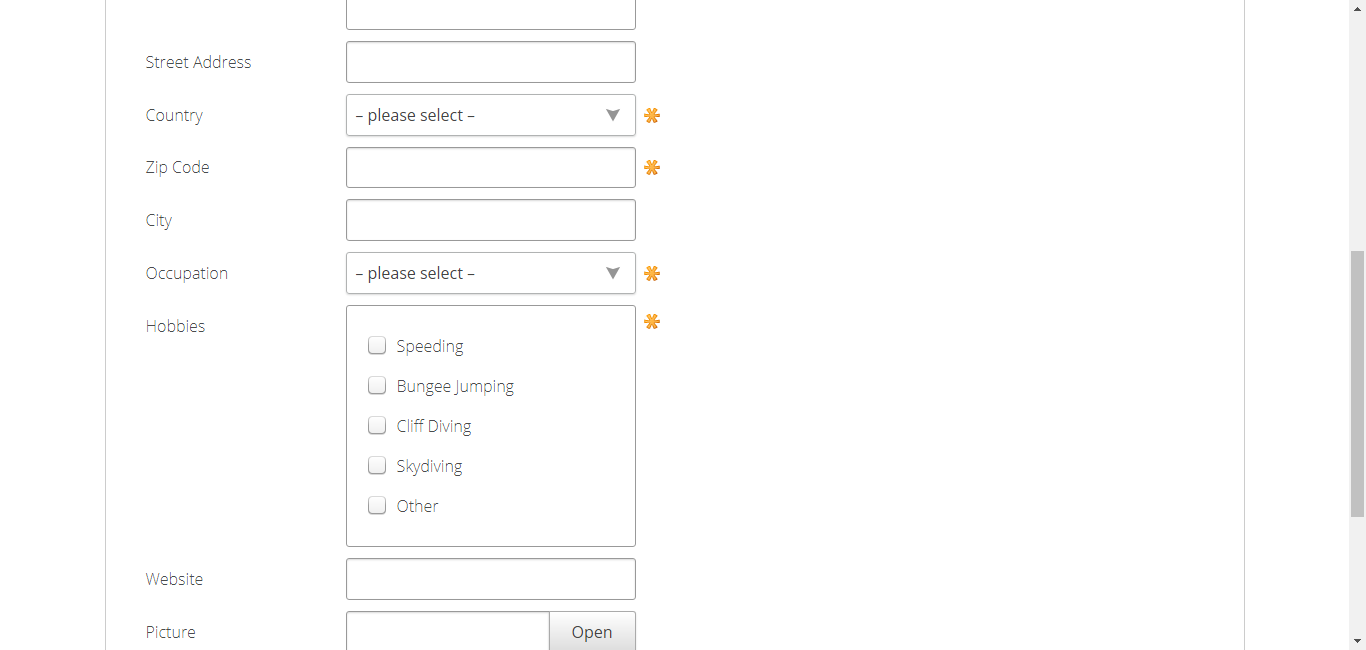 Street Address
Country – please select –
Zip Code
City
Occupation – please select –
Hobbies
Speeding
Bungee Jumping
Cliff Diving
Skydiving
Other
Website
Picture Open